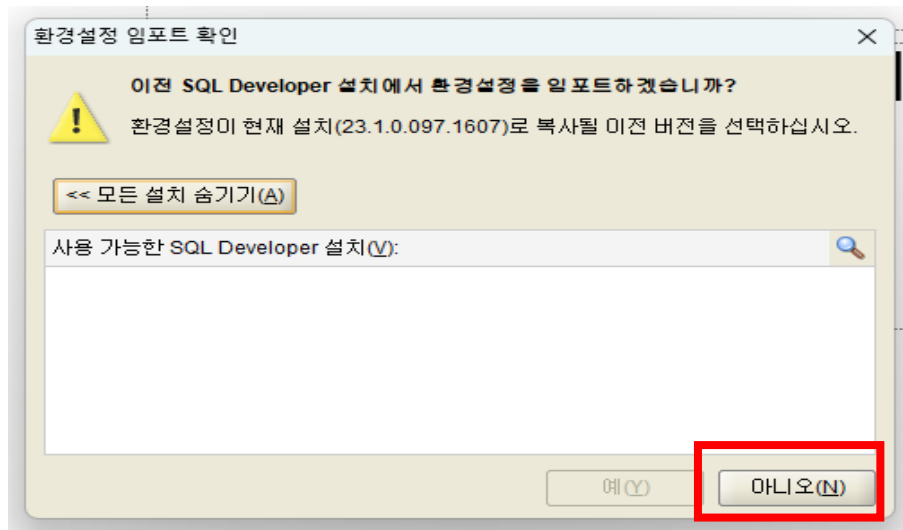 환경설정 임포트 확인
이전 SQL Developer 설치에서 환경설정을 임포트하겠습니까?
환경설정이 현재 설치(23.1.0.097.1607)로 복사될 이전 버전을 선택하십시오.
<< 모든 설치 숨기기(A)
사용 가능한 SQL Developer 설치(V):
예(Y)
아니오(N)